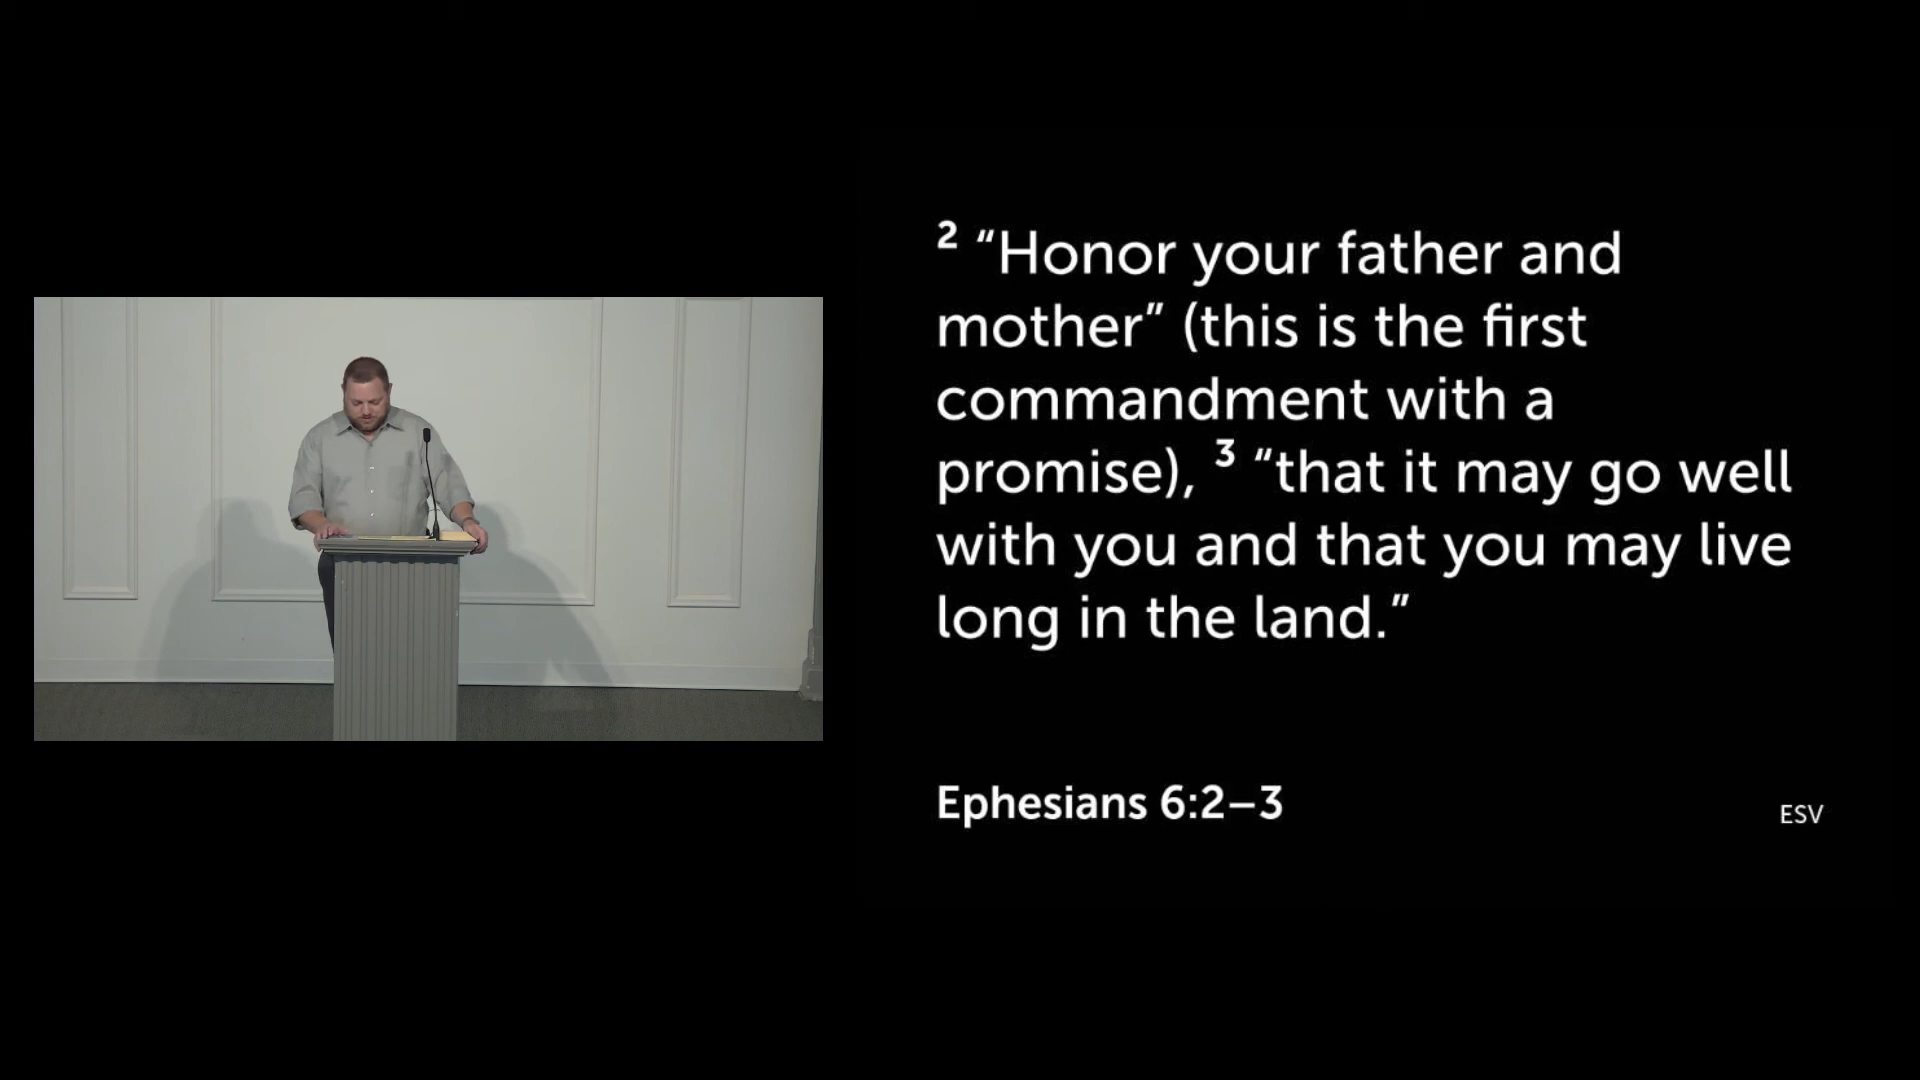 2 “Honor your father and
mother” (this is the first
commandment with a
promise), 3 “that it may go well
with you and that you may live
long in the land.”
Ephesians 6:2–3
ESV